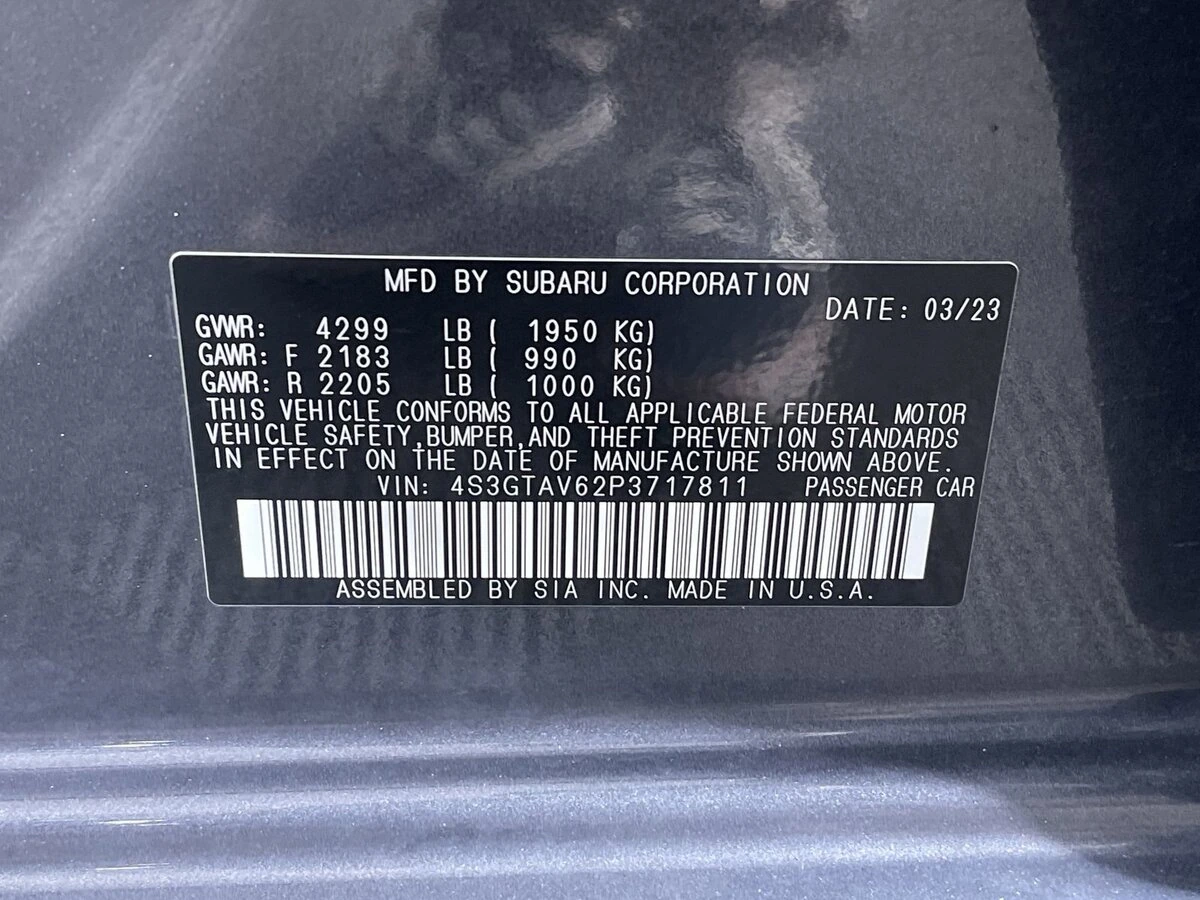 MFD BY SUBARU CORPORATION
DATE: 03/23
GVWR: 4299 LB ( 1950 KG)
GAWR: F 2183 LB ( 990 KG)
GAWR: R 2205 LB ( 1000 KG)
THIS VEHICLE CONFORMS TO ALL APPLICABLE FEDERAL MOTOR
VEHICLE SAFETY,BUMPER,AND THEFT PREVENTION STANDARDS
IN EFFECT ON THE DATE OF MANUFACTURE SHOWN ABOVE.
VIN: 4S3GTAV62P3717811 PASSENGER CAR
ASSEMBLED BY SIA INC. MADE IN U.S.A.